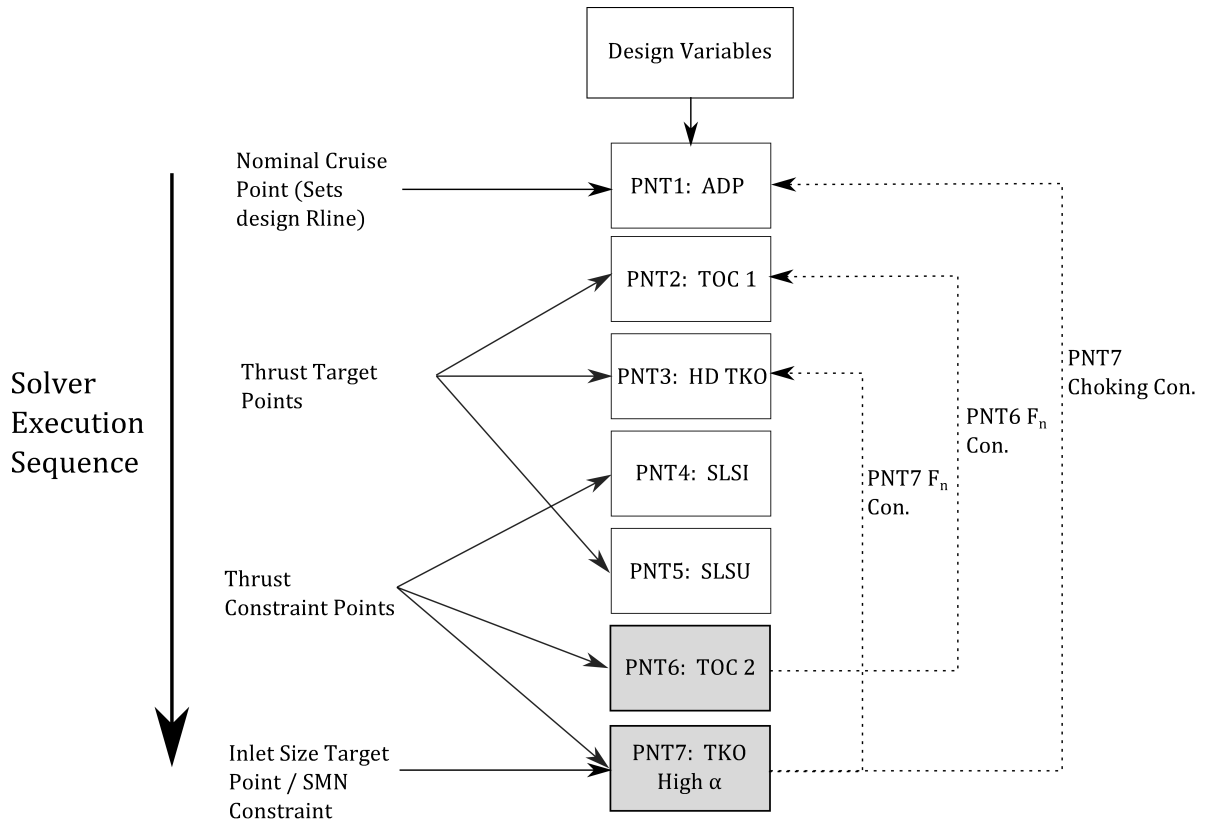 Design Variables
Nominal Cruise
Point (Sets
design Rline)
PNT1: ADP
PNT2: TOC 1
Thrust Target
Points
PNT3: HD TKO
PNT7
Choking Con.
Solver
Execution
Sequence
PNT6 Fn
Con.
PNT4: SLSI
PNT7 Fn
Con.
Thrust
Constraint Points
PNT5: SLSU
PNT6: TOC 2
Inlet Size Target
Point / SMN
Constraint
PNT7: TKO
High α